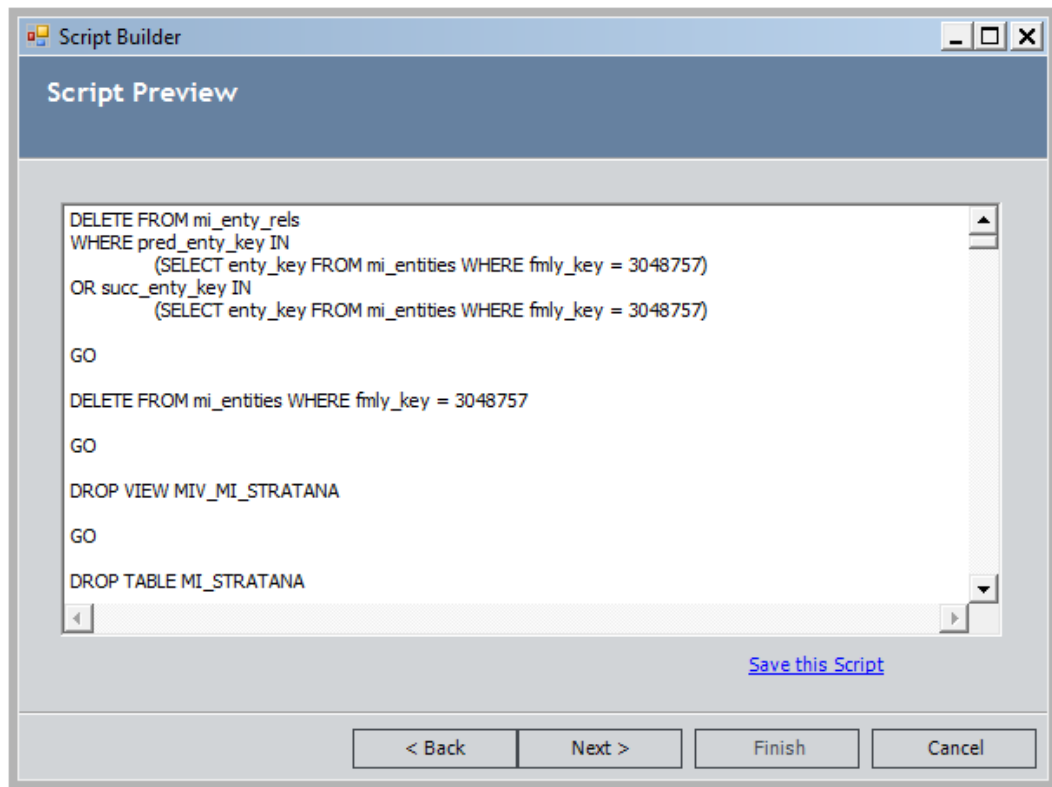 Script Builder
Script Preview
DELETE FROM mi_enty_rels
WHERE pred_enty_key IN
(SELECT enty_key FROM mi_entities WHERE fmly_key = 3048757)
OR succ_enty_key IN
(SELECT enty_key FROM mi_entities WHERE fmly_key = 3048757)
GO
DELETE FROM mi_entities WHERE fmly_key = 3048757
GO
DROP VIEW MIV_MI_STRATANA
GO
DROP TABLE MI_STRATANA
Save this Script
< Back Next > Finish Cancel